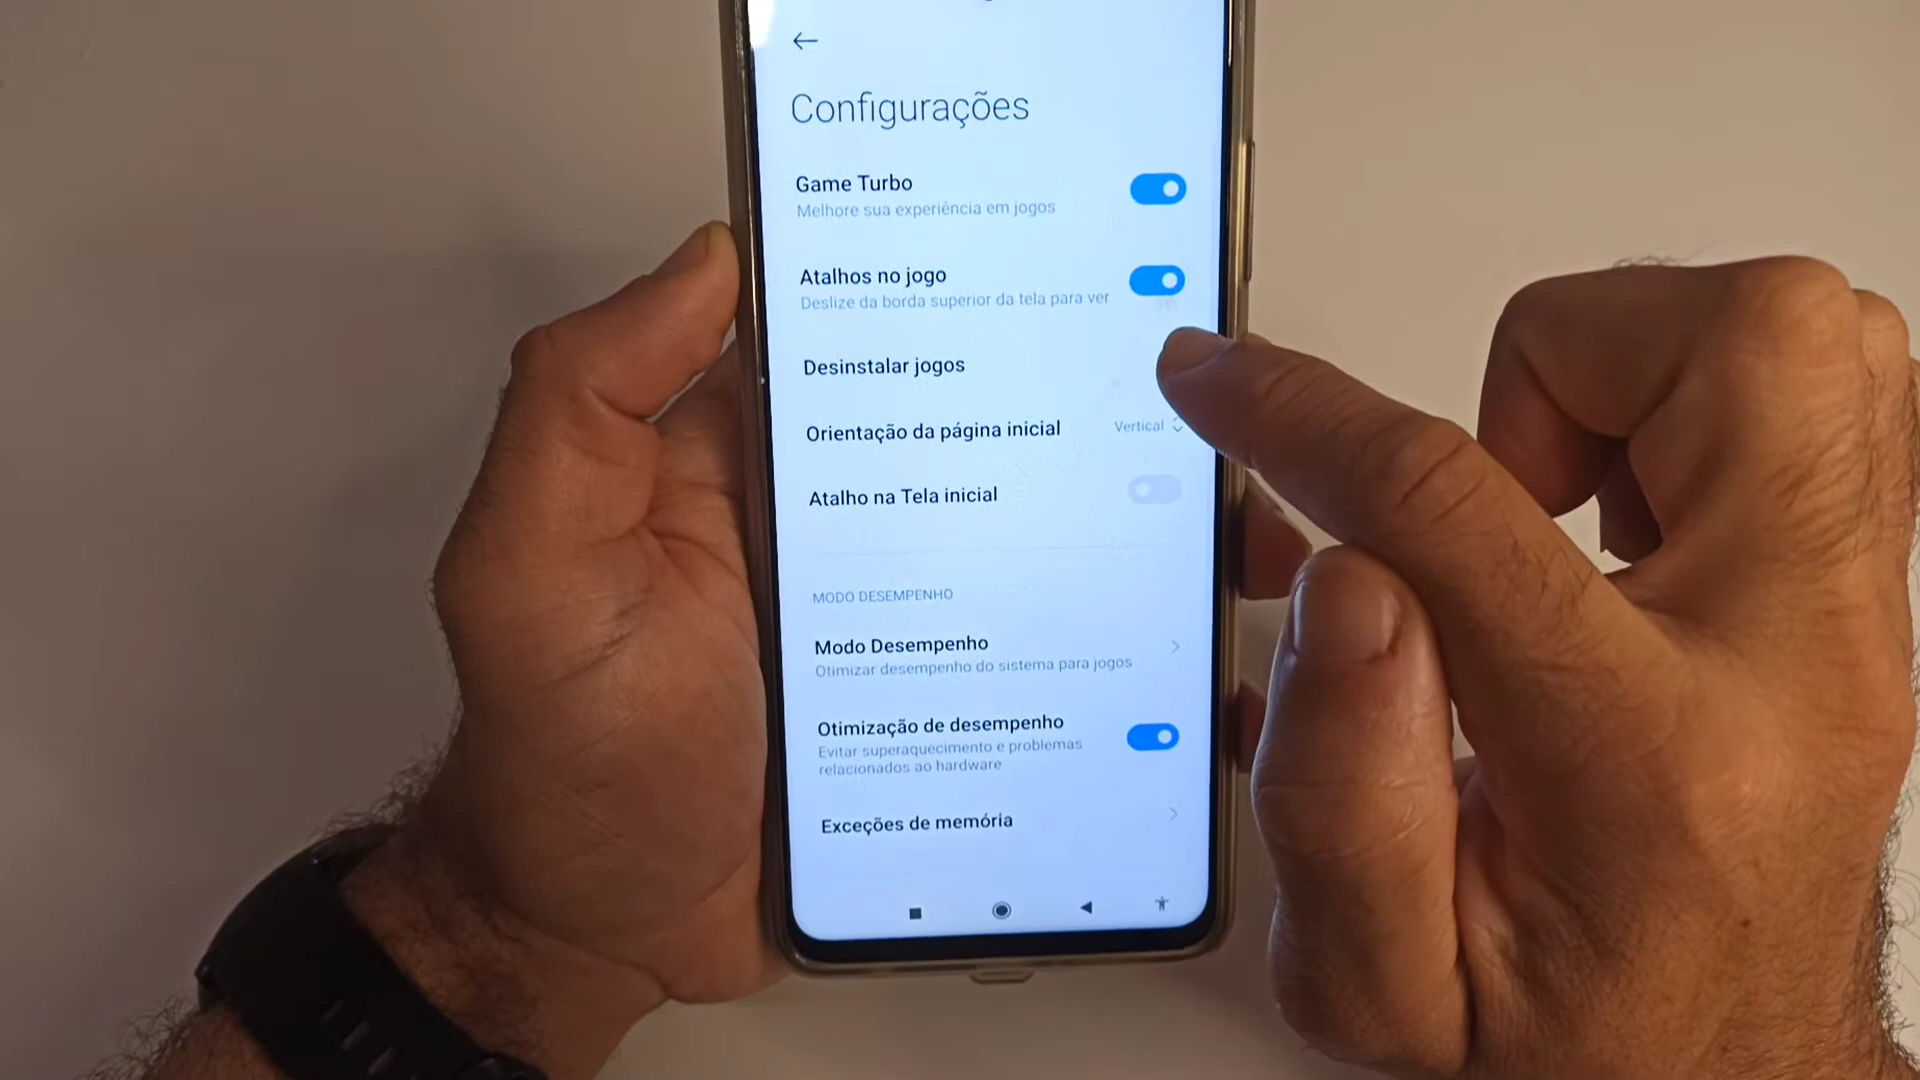 Configurações
Game Turbo
Melhore sua experiência em jogos
Atalhos no jogo
Deslize da borda superior da tela para ver
Desinstalar jogos
Orientação da página inicial
Vertical
Atalho na Tela inicial
MODO DESEMPENHO
Modo Desempenho
Otimizar desempenho do sistema para jogos
Otimização de desempenho
Evitar superaquecimento e problemas
relacionados ao hardware
Exceções de memória